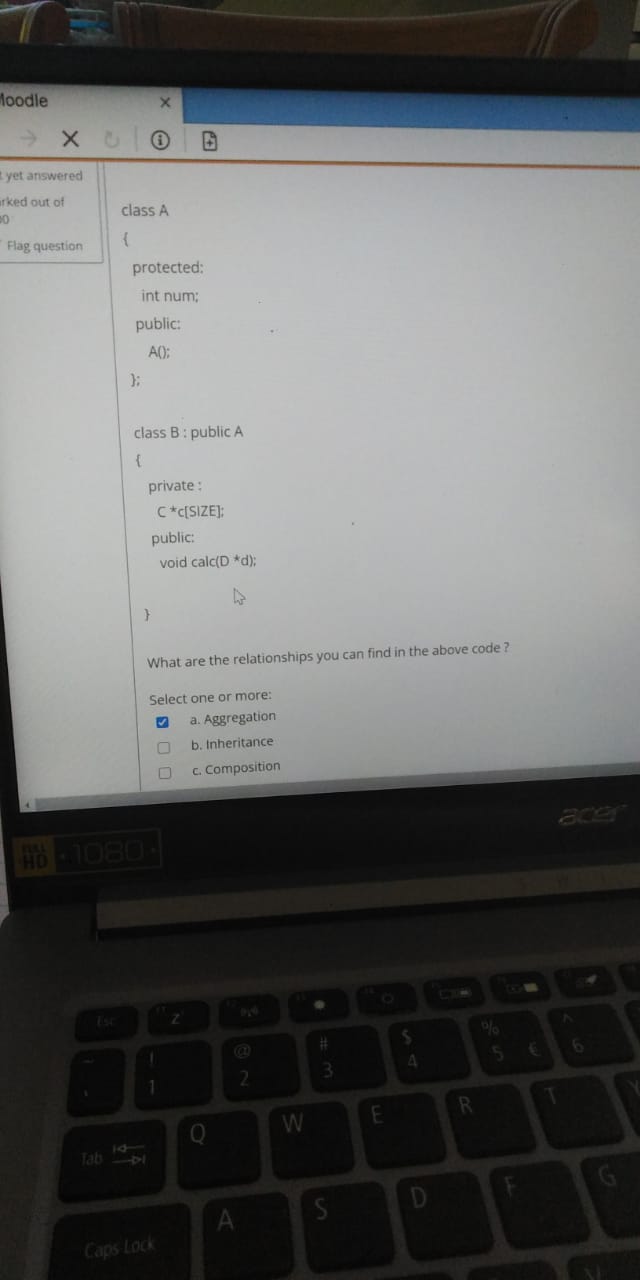 Moodle
yet answered
arked out of
Flag question
class A
{
protected:
int num;
public:
A();
};
class B : public A
{
private :
C *c[SIZE];
public:
void calc(D *d);
}
What are the relationships you can find in the above code ?
Select one or more:
a. Aggregation
b. Inheritance
c. Composition
acer
FULL HD 1080
Esc
~ ! 1 @ 2 # 3 $ 4 % 5 € ^ 6
Tab Q W E R T Y
Caps Lock A S D F G